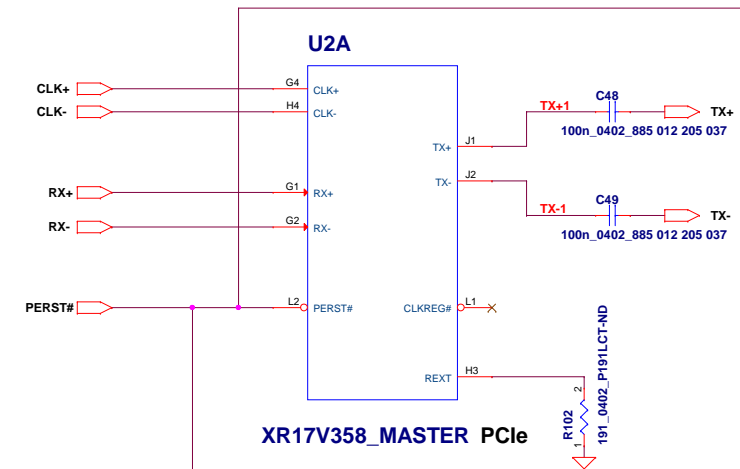 U2A
CLK+ G4 CLK+
CLK- H4 CLK-
C48
TX+1 TX+
100n_0402_885 012 205 037
TX+ J1
TX- J2
RX+ G1 RX+
C49
TX-1 TX-
100n_0402_885 012 205 037
RX- G2 RX-
PERST# L2 PERST#
CLKREG# L1
REXT H3
2
R102
191_0402_P191LCT-ND
1
XR17V358_MASTER PCIe